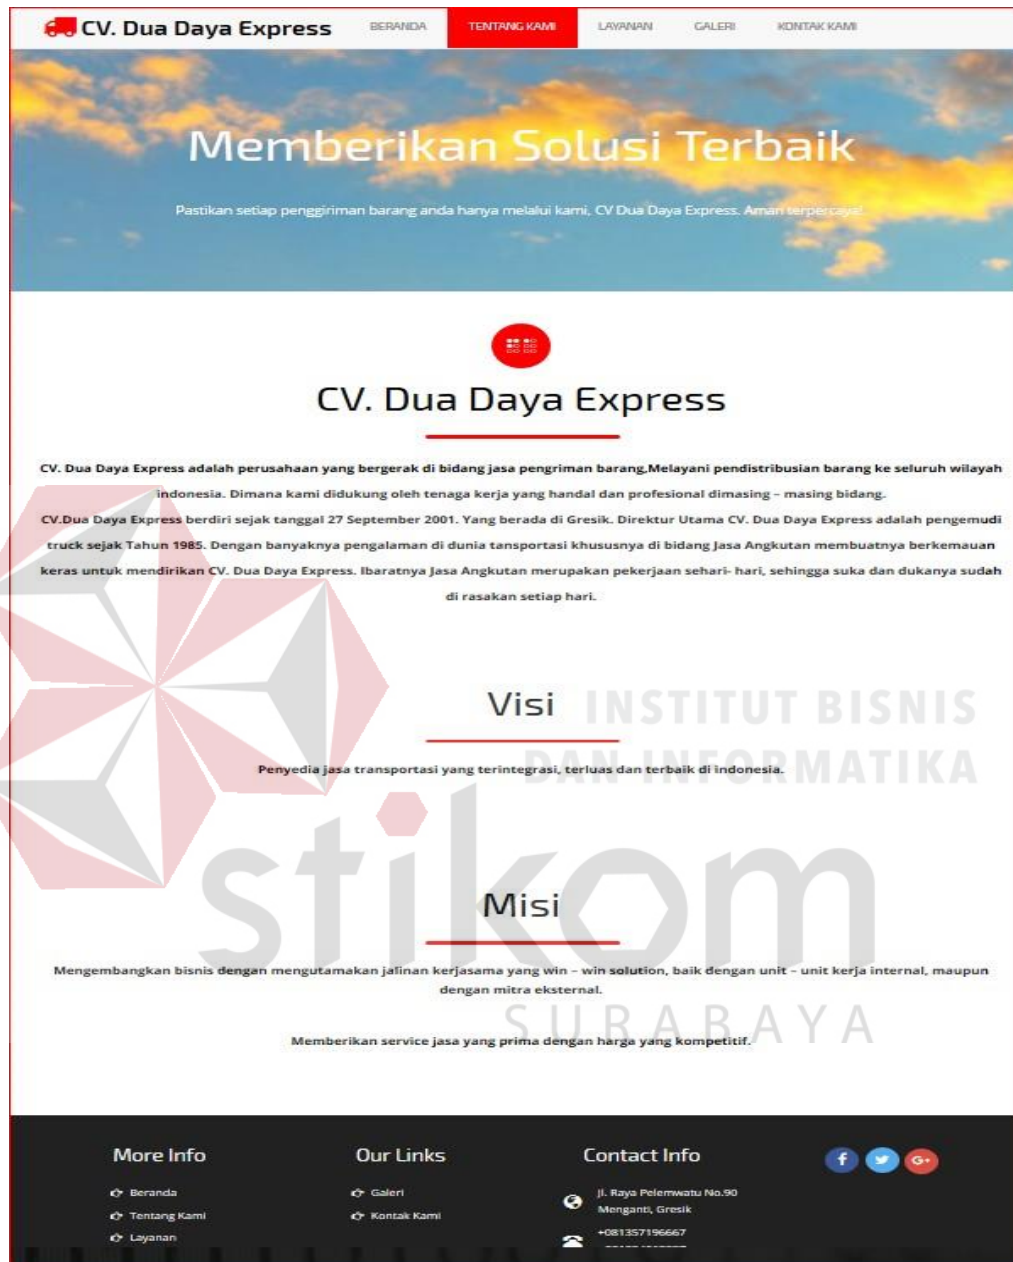 CV. Dua Daya Express
BERANDA
TENTANG KAMI
LAYANAN
GALERI
KONTAK KAMI
Memberikan Solusi Terbaik
Pastikan setiap penggiriman barang anda hanya melalui kami, CV Dua Daya Express. Aman terpercaya!
CV. Dua Daya Express
CV. Dua Daya Express adalah perusahaan yang bergerak di bidang jasa pengriman barang,Melayani pendistribusian barang ke seluruh wilayah
indonesia. Dimana kami didukung oleh tenaga kerja yang handal dan profesional dimasing – masing bidang.
CV.Dua Daya Express berdiri sejak tanggal 27 September 2001. Yang berada di Gresik. Direktur Utama CV. Dua Daya Express adalah pengemudi
truck sejak Tahun 1985. Dengan banyaknya pengalaman di dunia tansportasi khususnya di bidang Jasa Angkutan membuatnya berkemauan
keras untuk mendirikan CV. Dua Daya Express. Ibaratnya Jasa Angkutan merupakan pekerjaan sehari- hari, sehingga suka dan dukanya sudah
di rasakan setiap hari.
Visi
INSTITUT BISNIS
DAN INFORMATIKA
Penyedia jasa transportasi yang terintegrasi, terluas dan terbaik di indonesia.
stikom
Misi
Mengembangkan bisnis dengan mengutamakan jalinan kerjasama yang win – win solution, baik dengan unit – unit kerja internal, maupun
dengan mitra eksternal.
SURABAYA
Memberikan service jasa yang prima dengan harga yang kompetitif.
More Info
Beranda
Tentang Kami
Layanan
Our Links
Galeri
Kontak Kami
Contact Info
Jl. Raya Pelemwatu No.90
Menganti, Gresik
+081357196667
f
G+